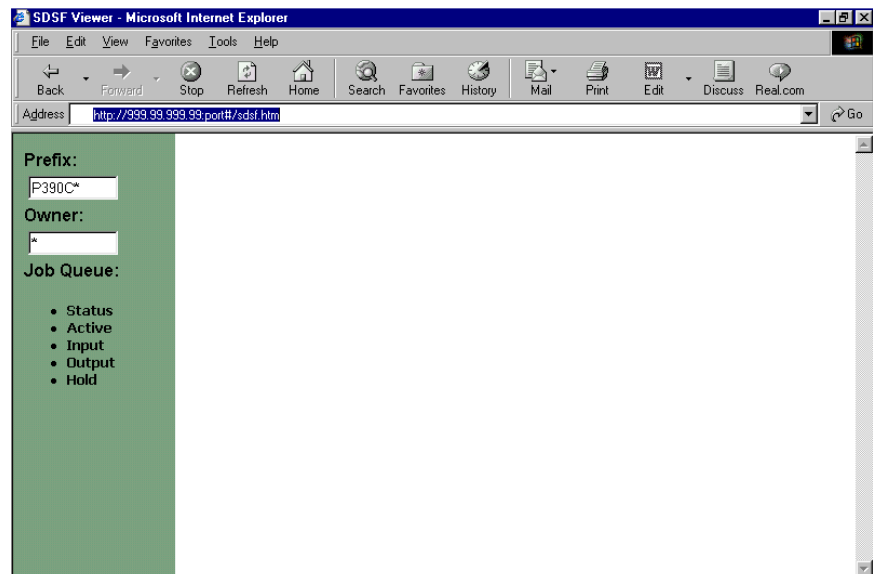 SDSF Viewer - Microsoft Internet Explorer
File Edit View Favorites Tools Help
Back Forward Stop Refresh Home Search Favorites History Mail Print Edit Discuss Real.com
Address http://999.99.999.99:port#/sdsf.htm Go
Prefix:
P390C*
Owner:
*
Job Queue:
• Status
• Active
• Input
• Output
• Hold